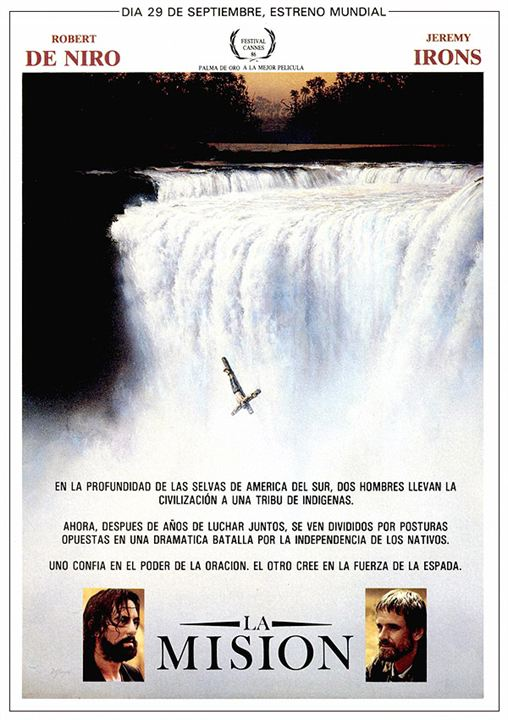 DIA 29 DE SEPTIEMBRE, ESTRENO MUNDIAL
ROBERT
DE NIRO
FESTIVAL
CANNES
86
PALMA DE ORO A LA MEJOR PELICULA
JEREMY
IRONS
EN LA PROFUNDIDAD DE LAS SELVAS DE AMERICA DEL SUR, DOS HOMBRES LLEVAN LA
CIVILIZACIÓN A UNA TRIBU DE INDIGENAS.
AHORA, DESPUES DE AÑOS DE LUCHAR JUNTOS, SE VEN DIVIDIDOS POR POSTURAS
OPUESTAS EN UNA DRAMATICA BATALLA POR LA INDEPENDENCIA DE LOS NATIVOS.
UNO CONFIA EN EL PODER DE LA ORACION. EL OTRO CREE EN LA FUERZA DE LA ESPADA.
LA
MISION